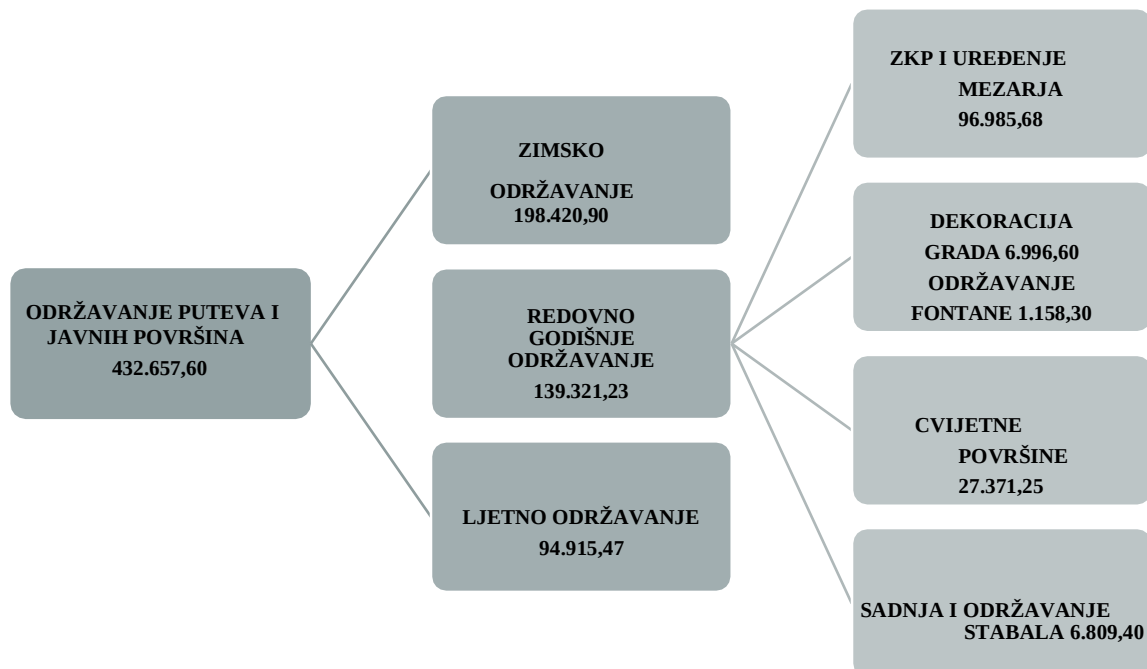 ODRŽAVANJE PUTEVA I
JAVNIH POVRŠINA
432.657,60
ZIMSKO
ODRŽAVANJE
198.420,90
REDOVNO
GODIŠNJE
ODRŽAVANJE
139.321,23
LJETNO ODRŽAVANJE
94.915,47
ZKP I UREĐENJE
MEZARJA
96.985,68
DEKORACIJA
GRADA 6.996,60
ODRŽAVANJE
FONTANE 1.158,30
CVIJETNE
POVRŠINE
27.371,25
SADNJA I ODRŽAVANJE
STABALA 6.809,40